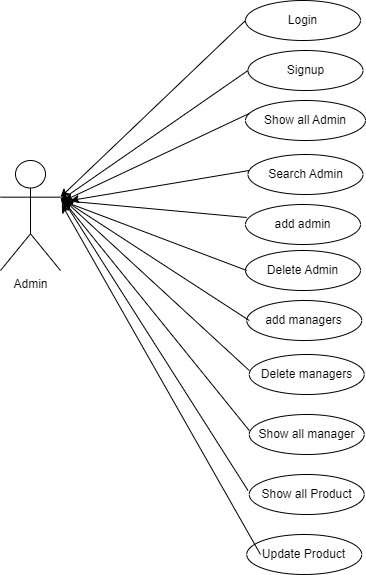 Login
Signup
Show all Admin
Search Admin
add admin
Delete Admin
Admin
add managers
Delete managers
Show all manager
Show all Product
Update Product